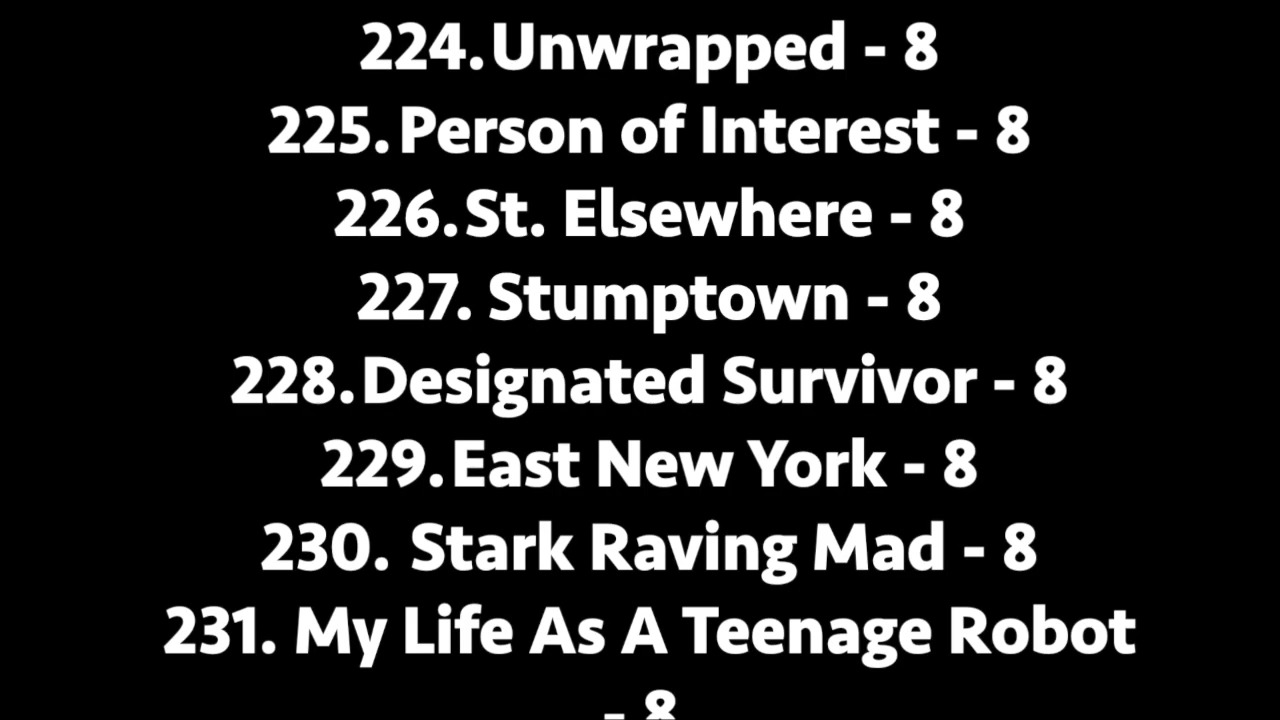 224. Unwrapped - 8
225. Person of Interest - 8
226. St. Elsewhere - 8
227. Stumptown - 8
228. Designated Survivor - 8
229. East New York - 8
230. Stark Raving Mad - 8
231. My Life As A Teenage Robot
- 8